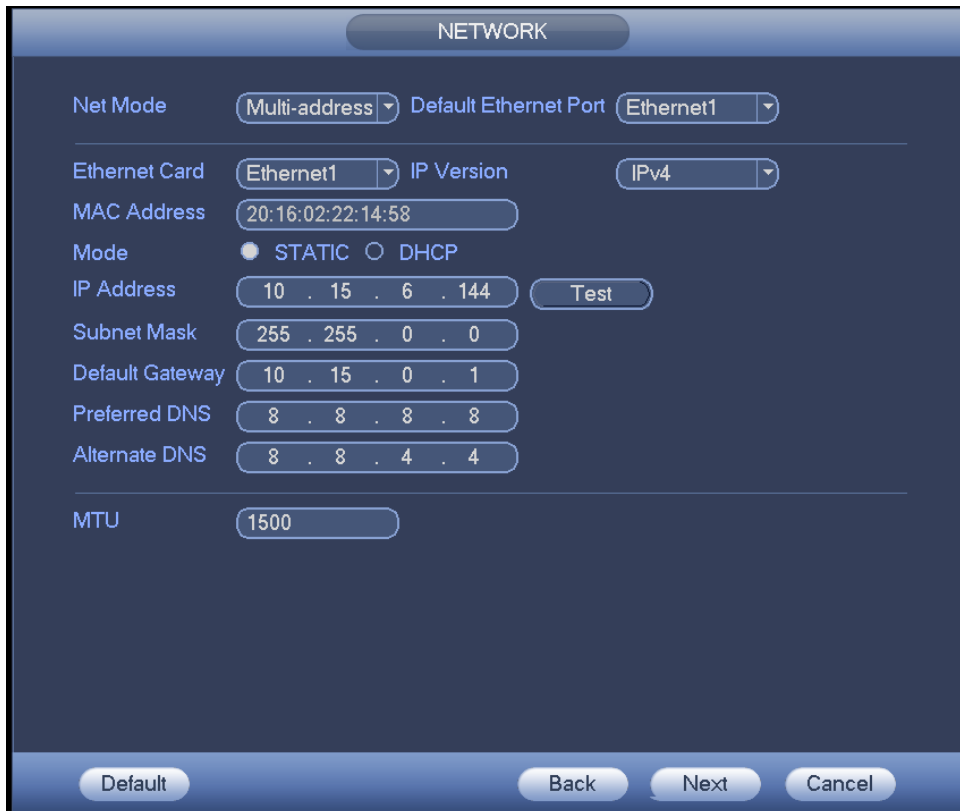 NETWORK
Net Mode Multi-address Default Ethernet Port Ethernet1
Ethernet Card Ethernet1 IP Version IPv4
MAC Address 20:16:02:22:14:58
Mode STATIC DHCP
IP Address 10 . 15 . 6 . 144 Test
Subnet Mask 255 . 255 . 0 . 0
Default Gateway 10 . 15 . 0 . 1
Preferred DNS 8 . 8 . 8 . 8
Alternate DNS 8 . 8 . 4 . 4
MTU 1500
Default Back Next Cancel